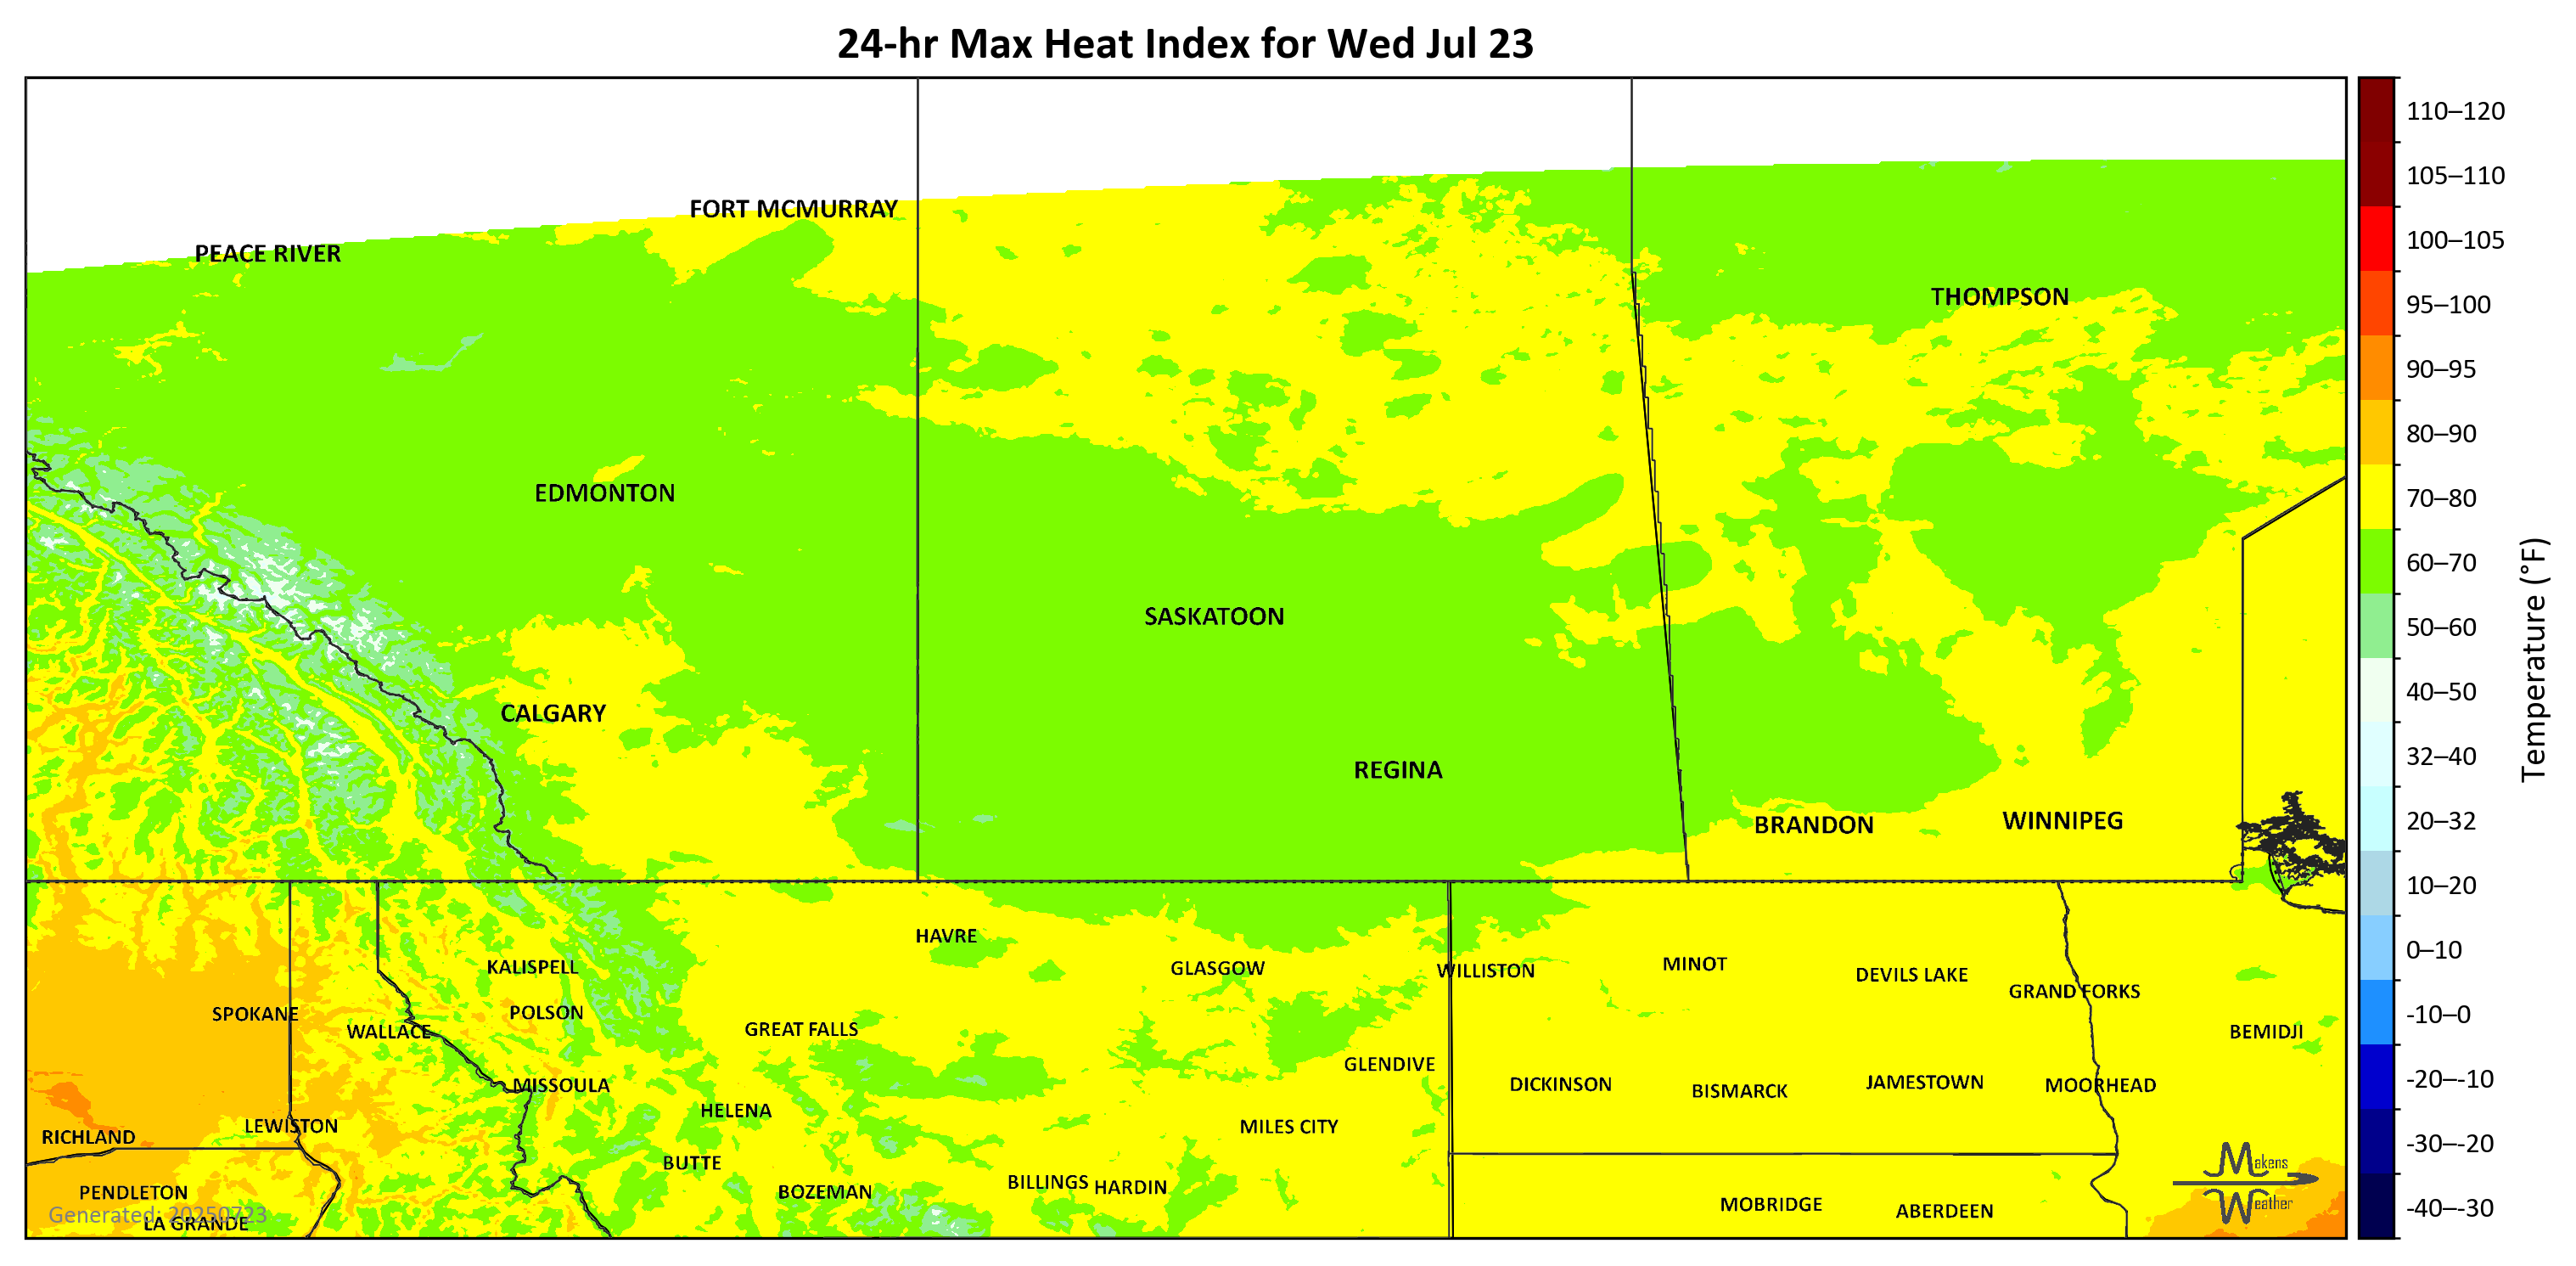 24-hr Max Heat Index for Wed Jul 23
FORT MCMURRAY
PEACE RIVER
THOMPSON
EDMONTON
SASKATOON
CALGARY
REGINA
BRANDON
WINNIPEG
HAVRE
KALISPELL
GLASGOW
WILLISTON
MINOT
DEVILS LAKE
GRAND FORKS
SPOKANE
POLSON
WALLACE
GREAT FALLS
BEMIDJI
GLENDIVE
MISSOULA
DICKINSON
BISMARCK
JAMESTOWN
MOORHEAD
HELENA
LEWISTON
MILES CITY
RICHLAND
BUTTE
PENDLETON
BOZEMAN
BILLINGS
HARDIN
MOBRIDGE
ABERDEEN
Generated: 20250723
LA GRANDE
Makens
Weather
110–120
105–110
100–105
95–100
90–95
80–90
70–80
60–70
50–60
40–50
32–40
20–32
10–20
0–10
-10–0
-20–-10
-30–-20
-40–-30
Temperature (°F)